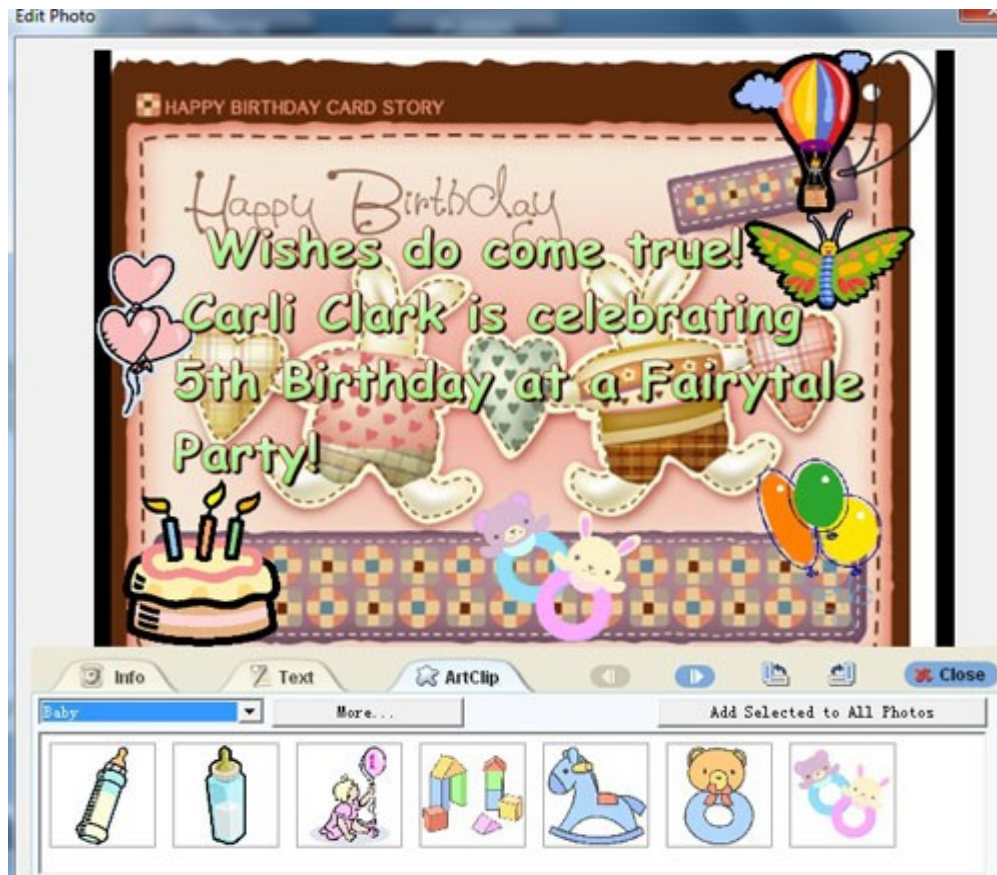 Edit Photo
HAPPY BIRTHDAY CARD STORY
Happy Birthday
Wishes do come true!
Carli Clark is celebrating
5th Birthday at a Fairytale
Party!
Info
Text
ArtClip
Close
Baby
More...
Add Selected to All Photos